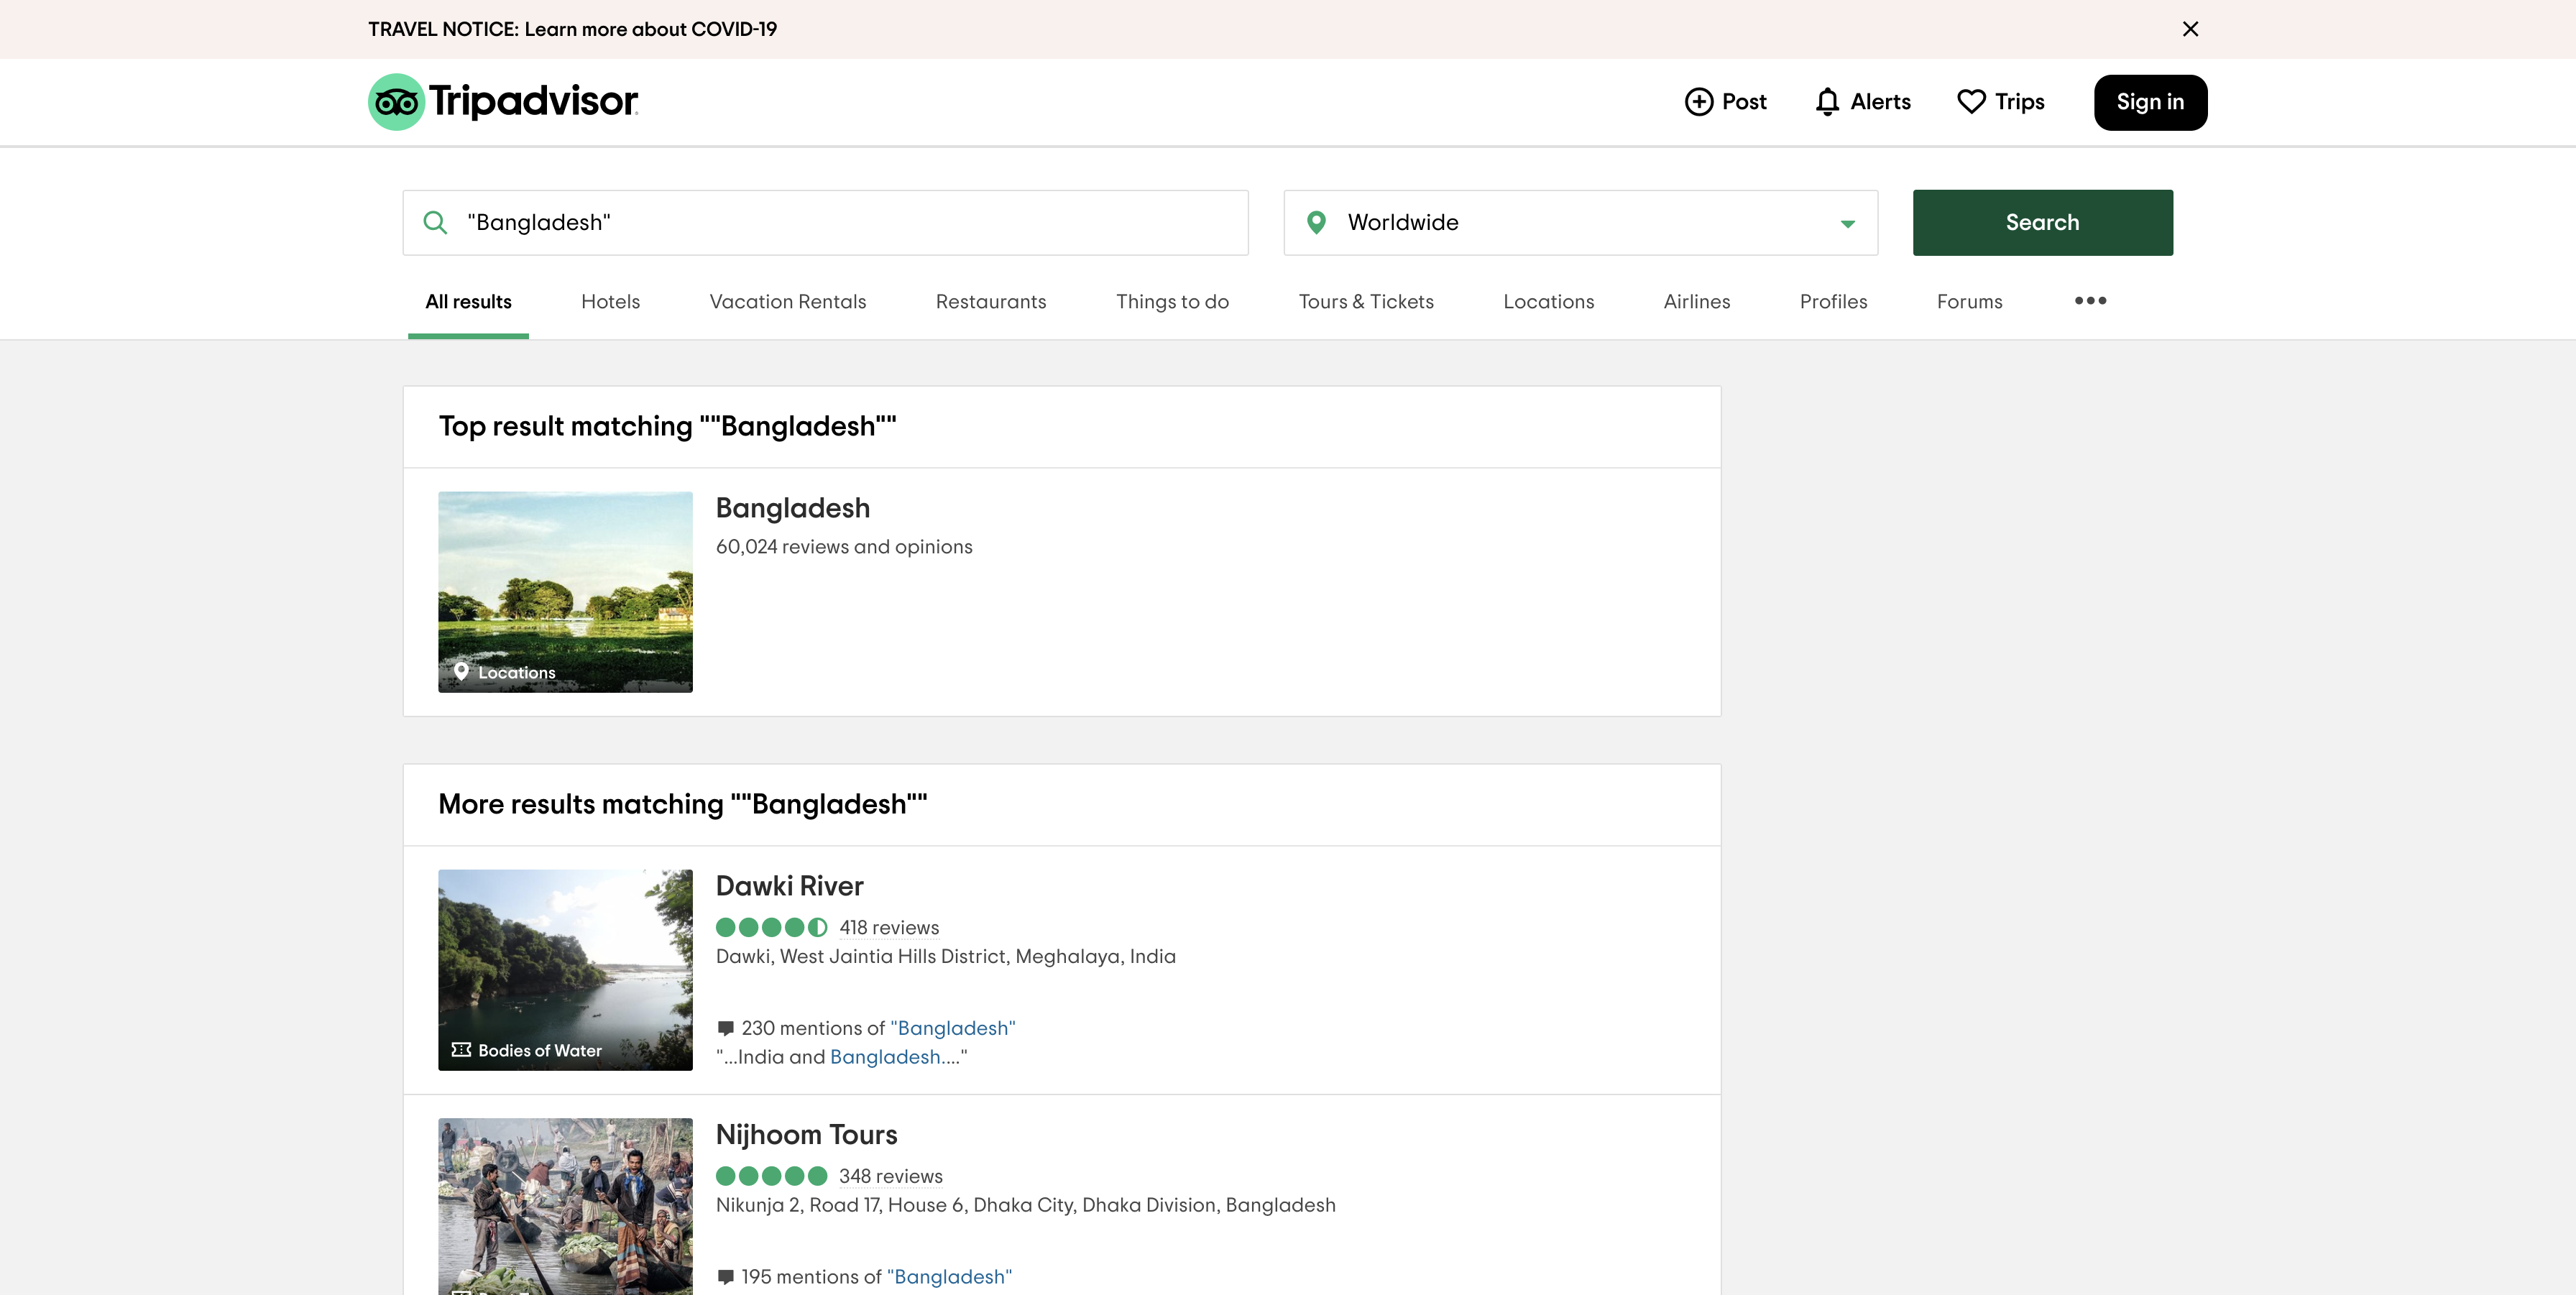 TRAVEL NOTICE: Learn more about COVID-19
Tripadvisor
Post Alerts Trips Sign in
"Bangladesh" Worldwide Search
All results Hotels Vacation Rentals Restaurants Things to do Tours & Tickets Locations Airlines Profiles Forums
Top result matching ""Bangladesh""
Bangladesh
60,024 reviews and opinions
Locations
More results matching ""Bangladesh""
Dawki River
418 reviews
Dawki, West Jaintia Hills District, Meghalaya, India
230 mentions of "Bangladesh"
"...India and Bangladesh...."
Bodies of Water
Nijhoom Tours
348 reviews
Nikunja 2, Road 17, House 6, Dhaka City, Dhaka Division, Bangladesh
195 mentions of "Bangladesh"